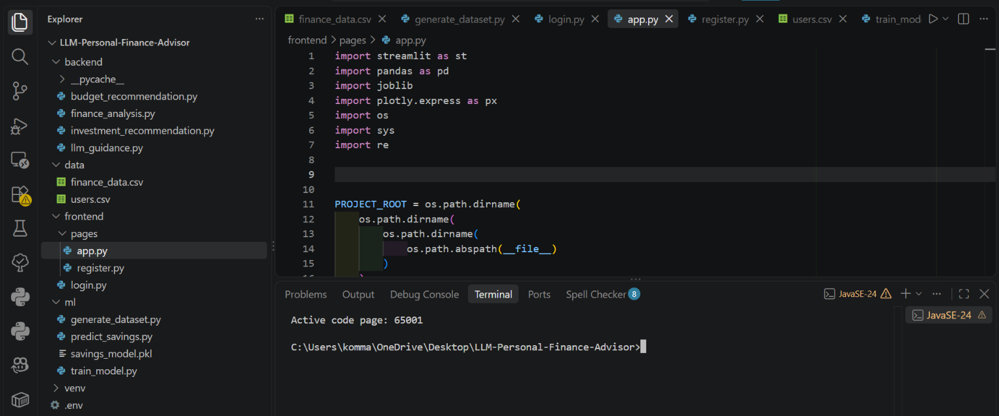 Explorer
LLM-Personal-Finance-Advisor
backend
__pycache__
budget_recommendation.py
finance_analysis.py
investment_recommendation.py
llm_guidance.py
data
finance_data.csv
users.csv
frontend
pages
app.py
register.py
login.py
ml
generate_dataset.py
predict_savings.py
savings_model.pkl
train_model.py
venv
.env
finance_data.csv generate_dataset.py login.py app.py register.py users.csv train_mod
frontend > pages > app.py
1 import streamlit as st
2 import pandas as pd
3 import joblib
4 import plotly.express as px
5 import os
6 import sys
7 import re
8
9
10
11 PROJECT_ROOT = os.path.dirname(
12 os.path.dirname(
13 os.path.dirname(
14 os.path.abspath(__file__)
15 )
16 )
Problems Output Debug Console Terminal Ports Spell Checker 8
JavaSE-24
JavaSE-24
Active code page: 65001
C:\Users\komma\OneDrive\Desktop\LLM-Personal-Finance-Advisor>